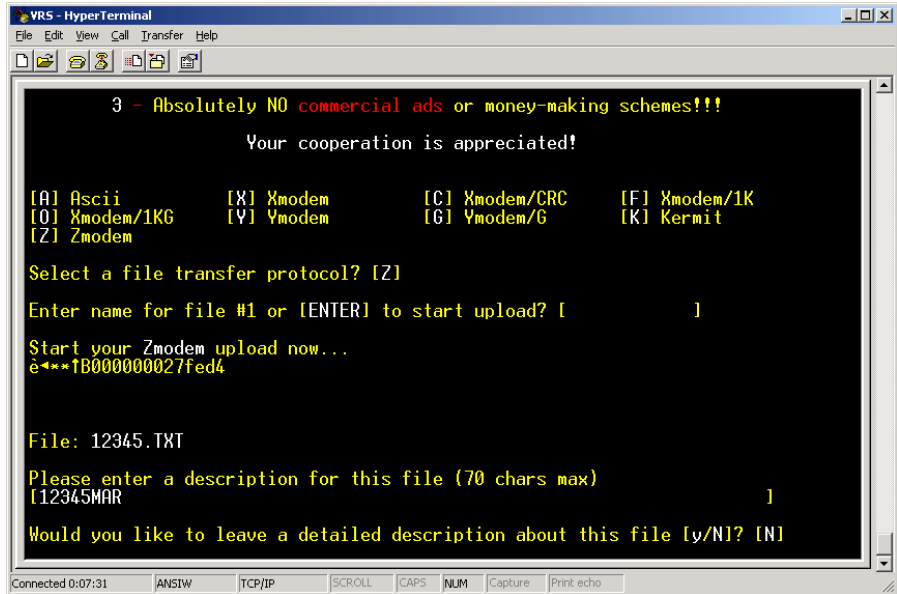 VRS - HyperTerminal
File Edit View Call Transfer Help
3 - Absolutely NO commercial ads or money-making schemes!!!
Your cooperation is appreciated!
[A] Ascii [X] Xmodem [C] Xmodem/CRC [F] Xmodem/1K
[O] Xmodem/1KG [Y] Ymodem [G] Ymodem/G [K] Kermit
[Z] Zmodem
Select a file transfer protocol? [Z]
Enter name for file #1 or [ENTER] to start upload? [ ]
Start your Zmodem upload now...
è◄**↑B000000027fed4
File: 12345.TXT
Please enter a description for this file (70 chars max)
[12345MAR ]
Would you like to leave a detailed description about this file [y/N]? [N]
Connected 0:07:31 ANSIW TCP/IP SCROLL CAPS NUM Capture Print echo